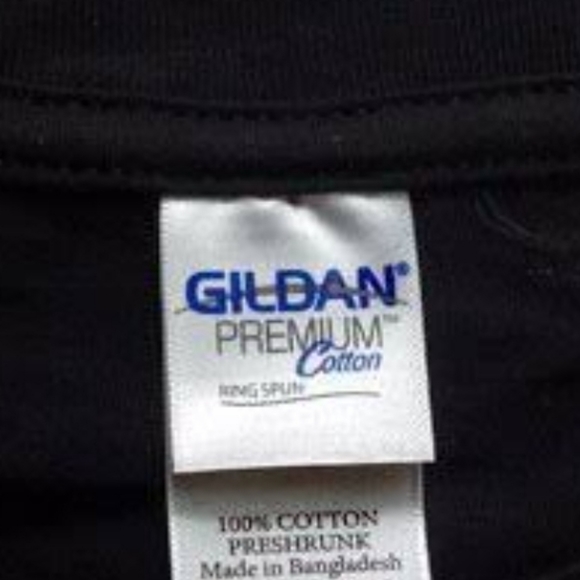 GILDAN®
PREMIUM™
Cotton
RING SPUN
100% COTTON
PRESHRUNK
Made in Bangladesh